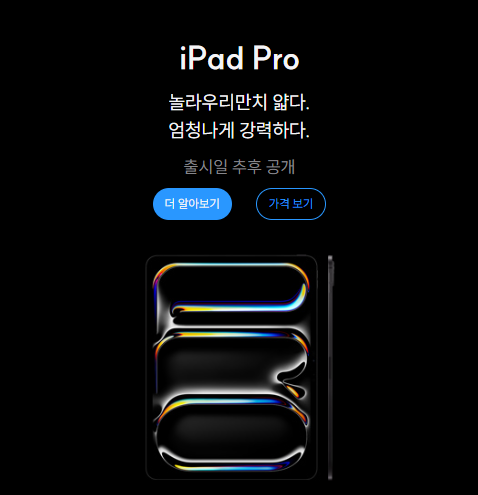 iPad Pro
놀라우리만치 얇다.
엄청나게 강력하다.
출시일 추후 공개
더 알아보기
가격 보기